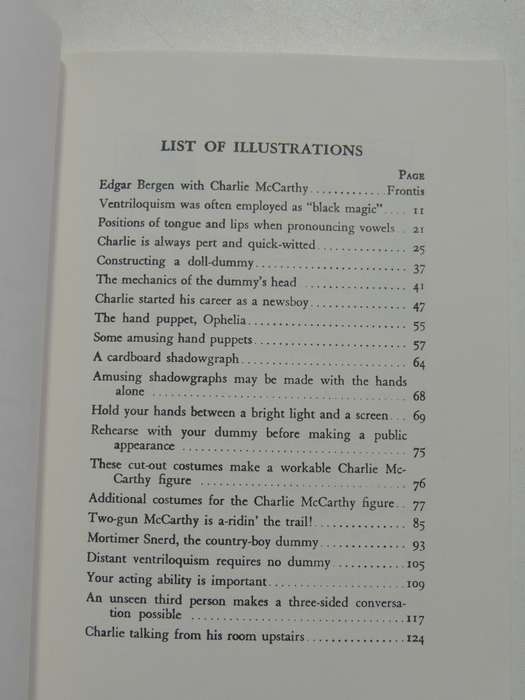 LIST OF ILLUSTRATIONS
PAGE
Edgar Bergen with Charlie McCarthy............Frontis
Ventriloquism was often employed as "black magic".... 11
Positions of tongue and lips when pronouncing vowels . 21
Charlie is always pert and quick-witted................ 25
Constructing a doll-dummy........................... 37
The mechanics of the dummy's head .................. 41
Charlie started his career as a newsboy................. 47
The hand puppet, Ophelia............................ 55
Some amusing hand puppets.......................... 57
A cardboard shadowgraph............................ 64
Amusing shadowgraphs may be made with the hands
alone ............................................ 68
Hold your hands between a bright light and a screen... 69
Rehearse with your dummy before making a public
appearance ....................................... 75
These cut-out costumes make a workable Charlie Mc-
Carthy figure .................................... 76
Additional costumes for the Charlie McCarthy figure.. 77
Two-gun McCarthy is a-ridin' the trail!............... 85
Mortimer Snerd, the country-boy dummy............. 93
Distant ventriloquism requires no dummy............105
Your acting ability is important......................109
An unseen third person makes a three-sided conversa-
tion possible .....................................117
Charlie talking from his room upstairs................124